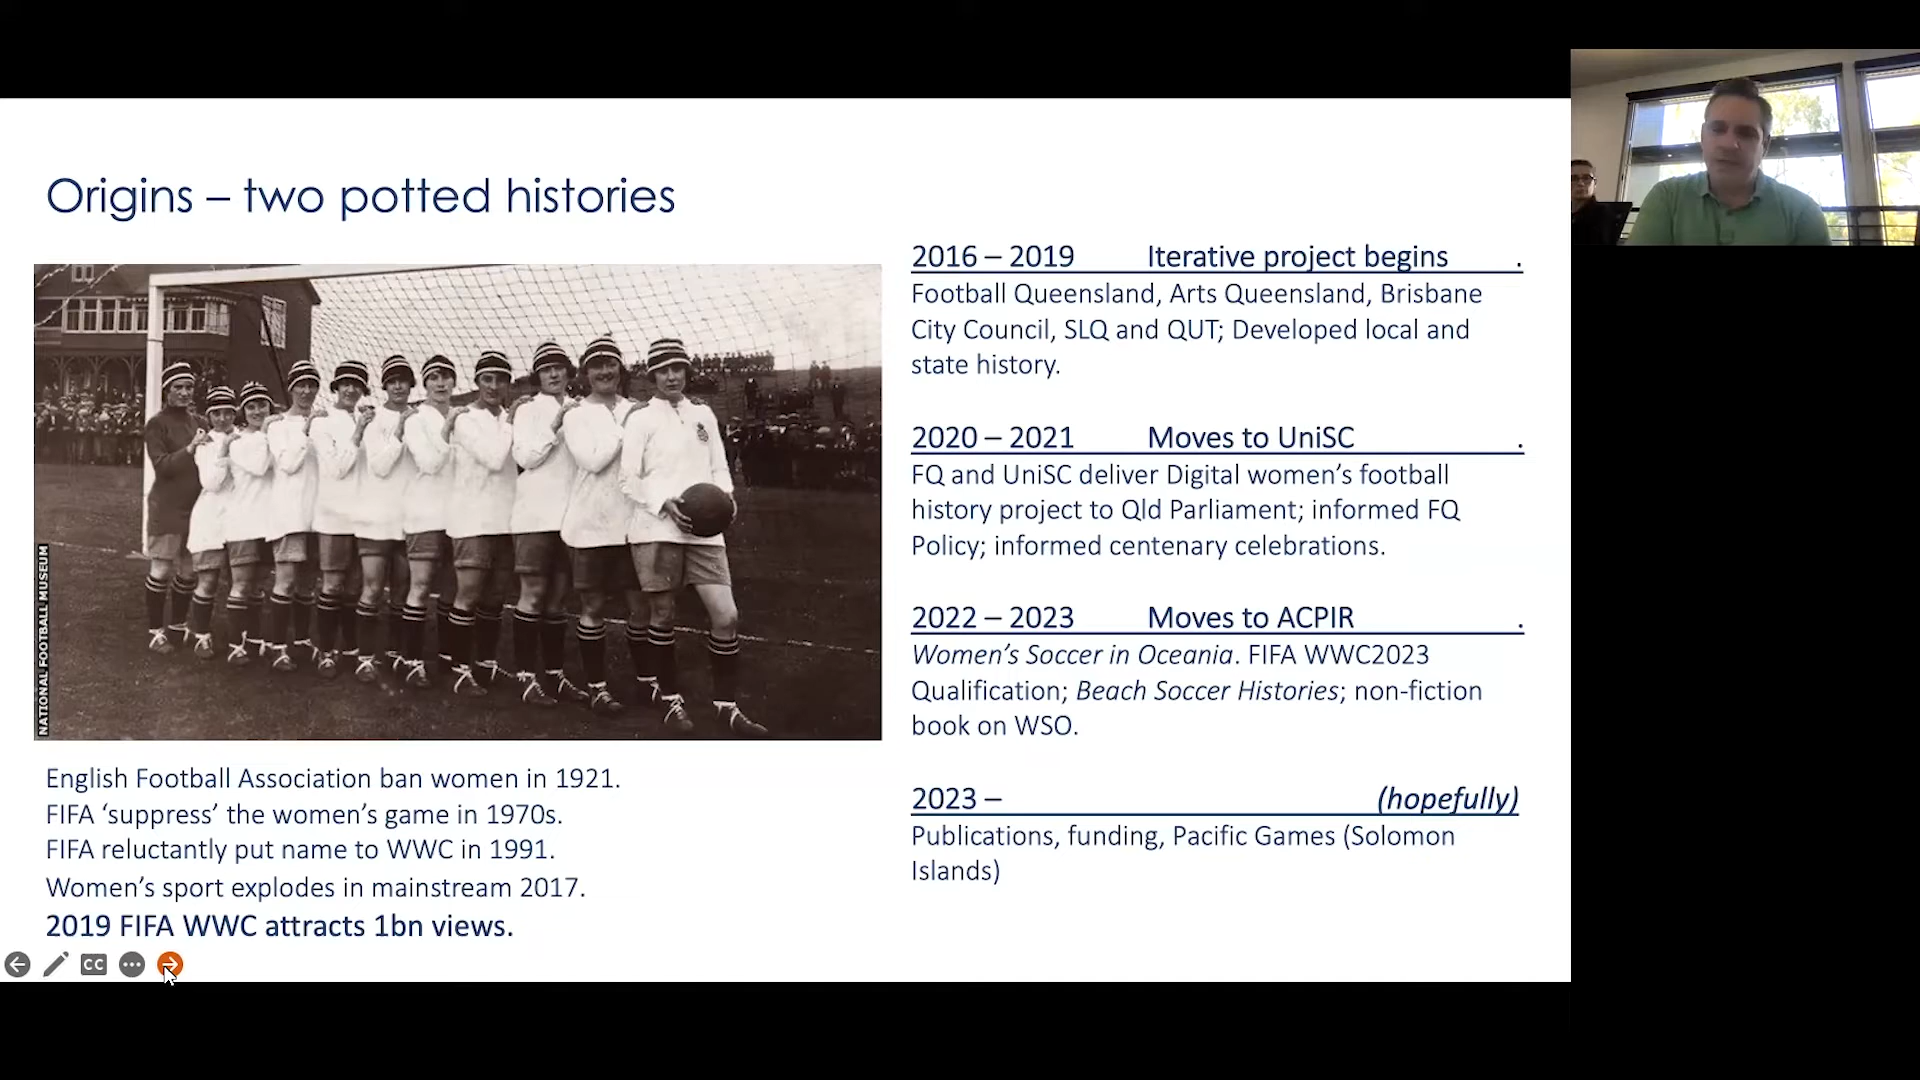 Origins – two potted histories
NATIONAL FOOTBALL MUSEUM
English Football Association ban women in 1921.
FIFA ‘suppress’ the women’s game in 1970s.
FIFA reluctantly put name to WWC in 1991.
Women’s sport explodes in mainstream 2017.
2019 FIFA WWC attracts 1bn views.
2016 – 2019 Iterative project begins .
Football Queensland, Arts Queensland, Brisbane
City Council, SLQ and QUT; Developed local and
state history.
2020 – 2021 Moves to UniSC .
FQ and UniSC deliver Digital women’s football
history project to Qld Parliament; informed FQ
Policy; informed centenary celebrations.
2022 – 2023 Moves to ACPIR .
Women’s Soccer in Oceania. FIFA WWC2023
Qualification; Beach Soccer Histories; non-fiction
book on WSO.
2023 – (hopefully)
Publications, funding, Pacific Games (Solomon
Islands)
CC